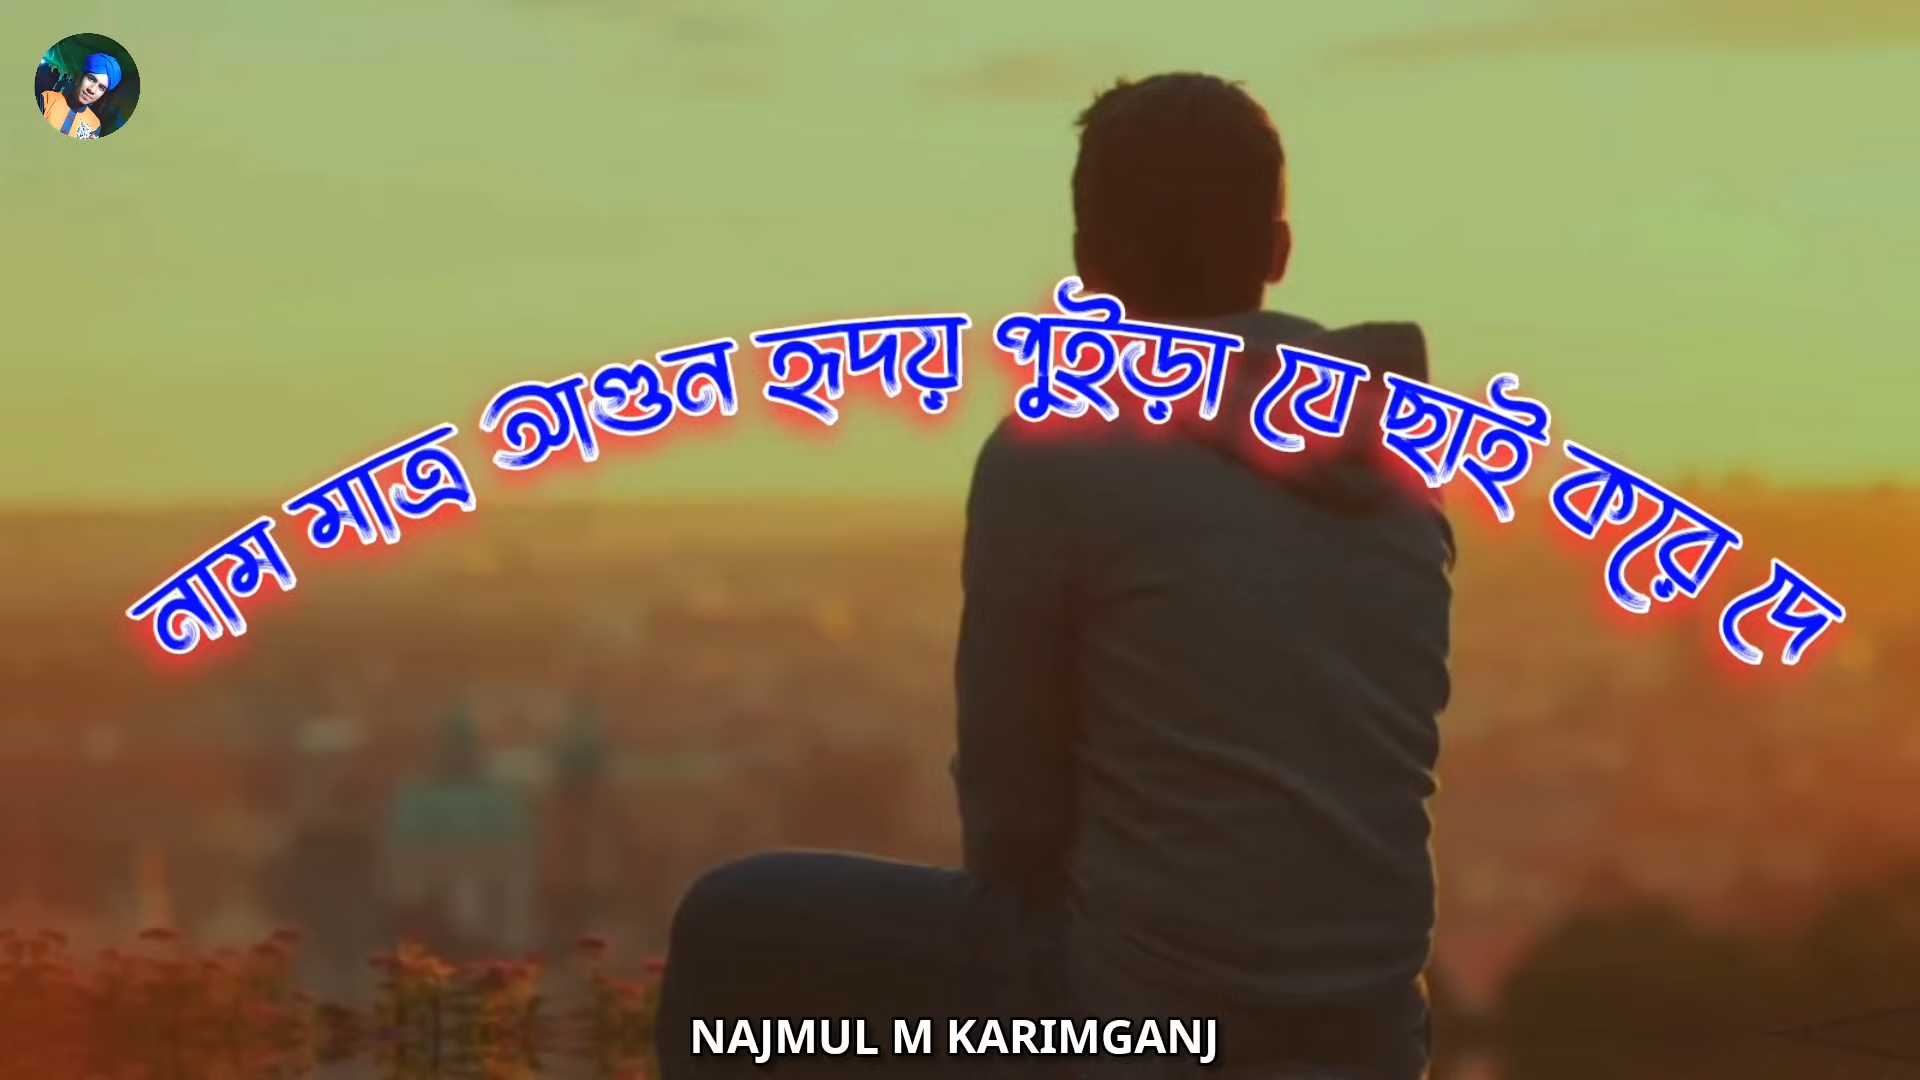 নাম মাত্র আগুন হৃদয় পুইড়া যে ছাই করে দে
NAJMUL M KARIMGANJ